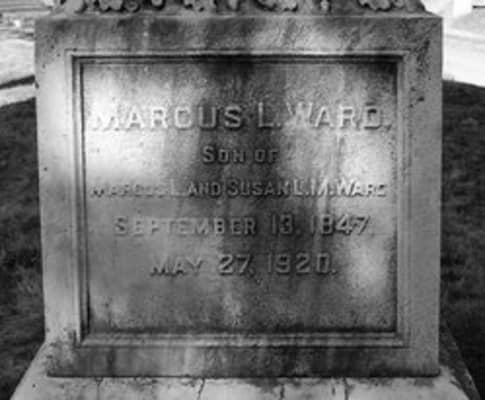 MARCUS L. WARD.
SON OF
MARCUS L. AND SUSAN L. M. WARD
SEPTEMBER 13, 1847,
MAY 27, 1920.